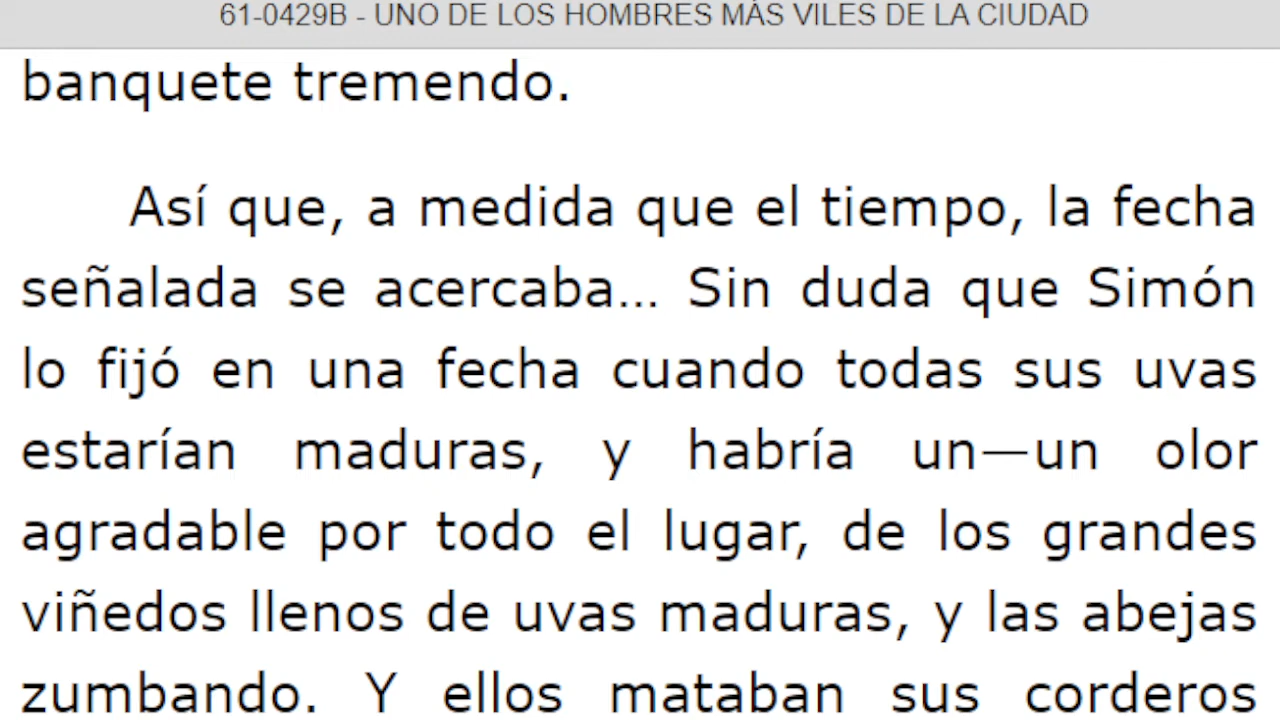 61-0429B - UNO DE LOS HOMBRES MÁS VILES DE LA CIUDAD
banquete tremendo.
Así que, a medida que el tiempo, la fecha
señalada se acercaba... Sin duda que Simón
lo fijó en una fecha cuando todas sus uvas
estarían maduras, y habría un—un olor
agradable por todo el lugar, de los grandes
viñedos llenos de uvas maduras, y las abejas
zumbando. Y ellos mataban sus corderos